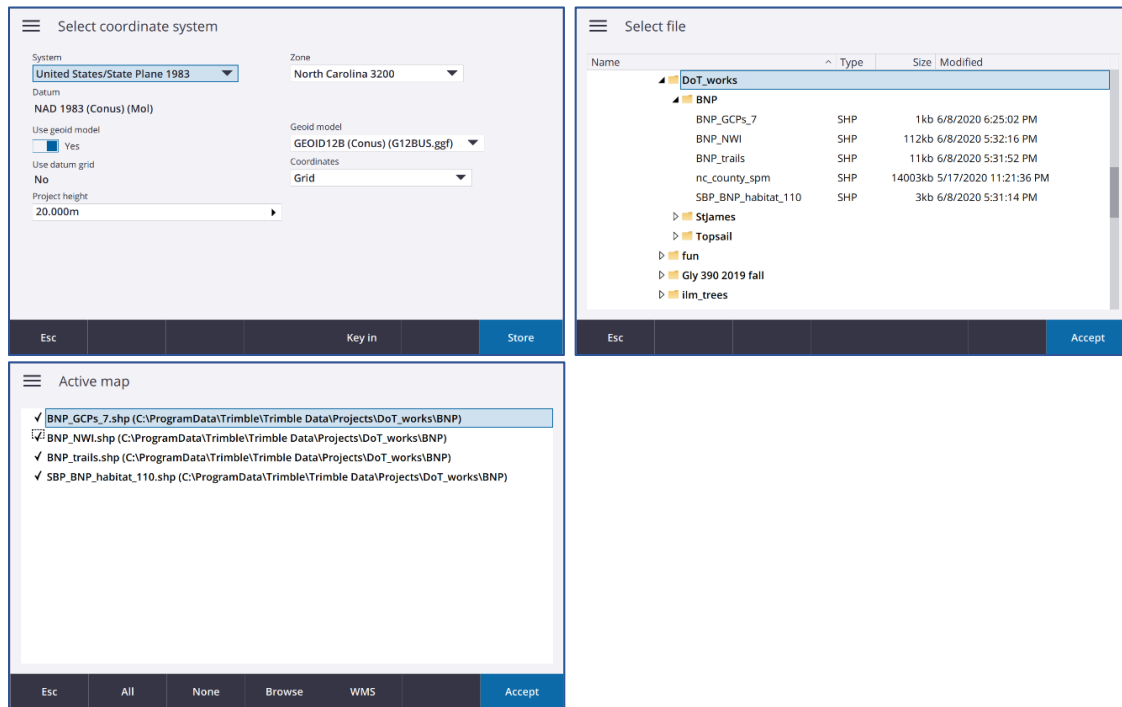 Select coordinate system
System Zone
United States/State Plane 1983 North Carolina 3200
Datum
NAD 1983 (Conus) (Mol)
Use geoid model Geoid model
Yes GEOID12B (Conus) (G12BUS.ggf)
Use datum grid Coordinates
No Grid
Project height
20.000m
Esc Key in Store
Select file
Name Type Size Modified
DoT_works
BNP
BNP_GCPs_7 SHP 1kb 6/8/2020 6:25:02 PM
BNP_NWI SHP 112kb 6/8/2020 5:32:16 PM
BNP_trails SHP 11kb 6/8/2020 5:31:52 PM
nc_county_spm SHP 14003kb 5/17/2020 11:21:36 PM
SBP_BNP_habitat_110 SHP 3kb 6/8/2020 5:31:14 PM
StJames
Topsail
fun
Gly 390 2019 fall
ilm_trees
Esc Accept
Active map
BNP_GCPs_7.shp (C:\ProgramData\Trimble\Trimble Data\Projects\DoT_works\BNP)
BNP_NWI.shp (C:\ProgramData\Trimble\Trimble Data\Projects\DoT_works\BNP)
BNP_trails.shp (C:\ProgramData\Trimble\Trimble Data\Projects\DoT_works\BNP)
SBP_BNP_habitat_110.shp (C:\ProgramData\Trimble\Trimble Data\Projects\DoT_works\BNP)
Esc All None Browse WMS Accept